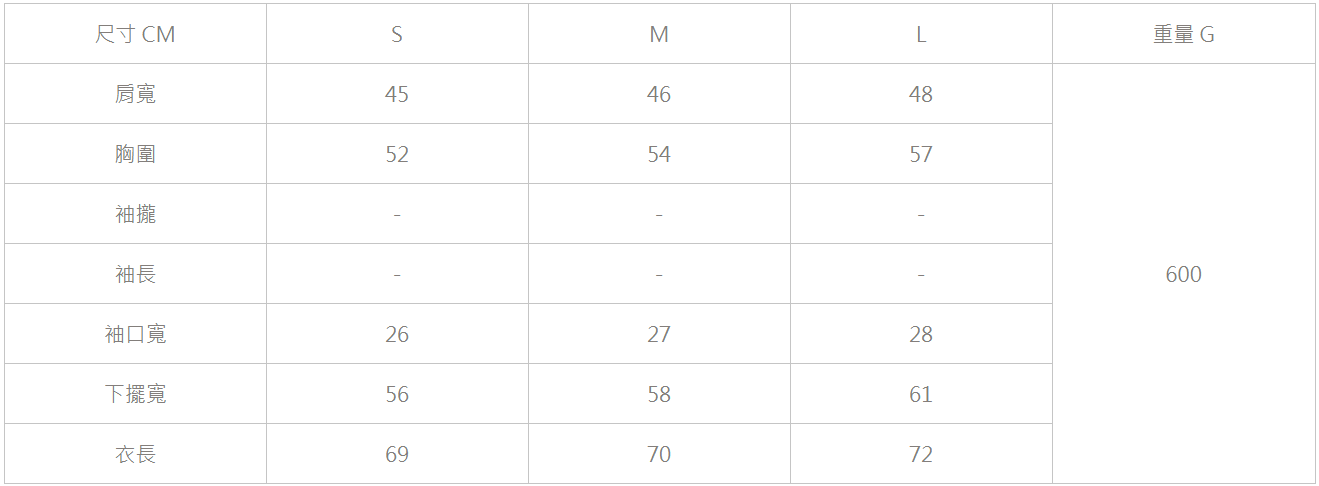 尺寸 CM S M L 重量 G
肩寬 45 46 48
胸圍 52 54 57
袖攏 - - -
袖長 - - -
600
袖口寬 26 27 28
下擺寬 56 58 61
衣長 69 70 72